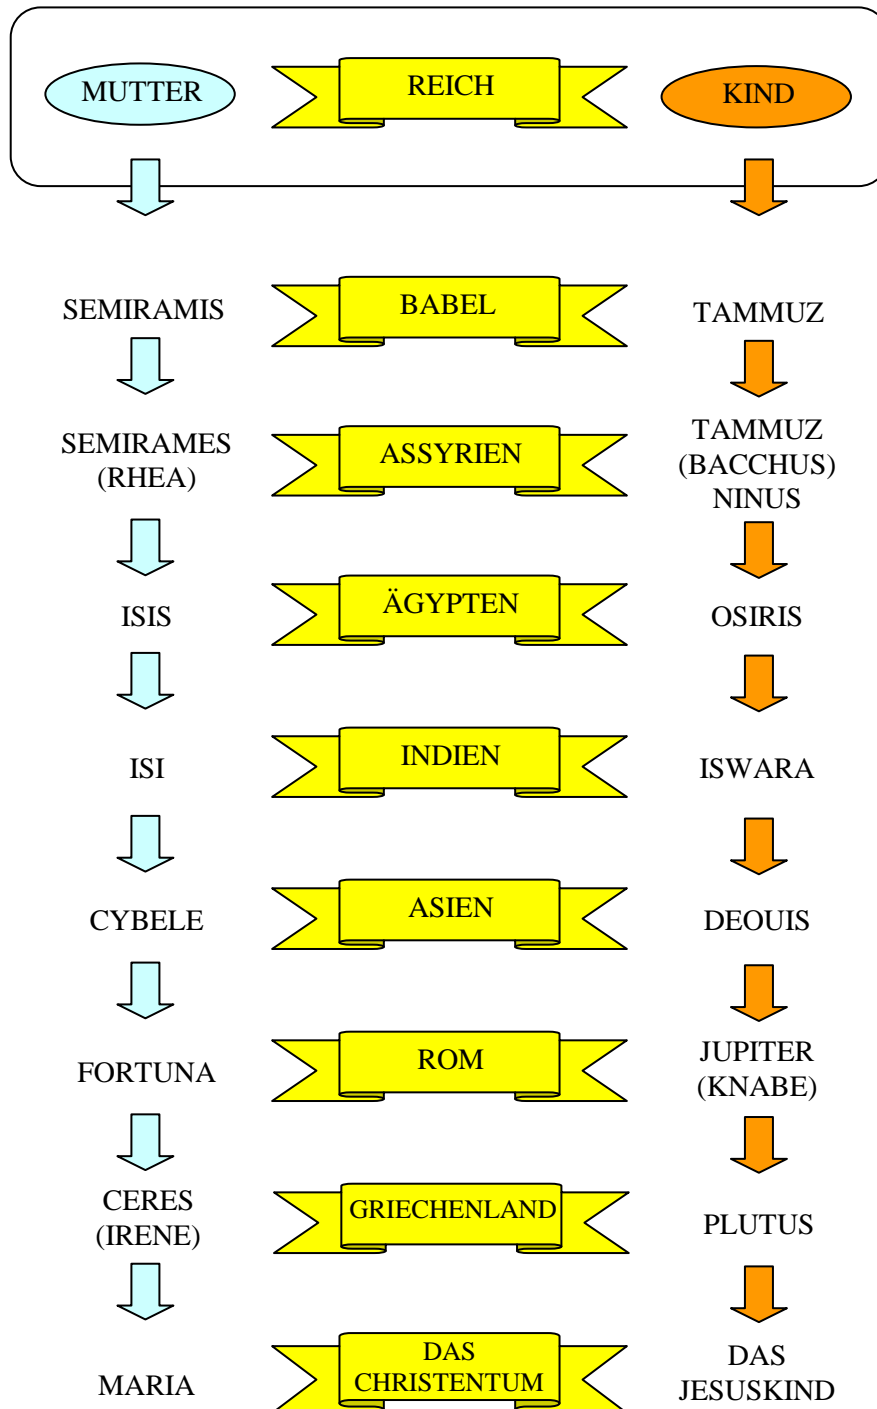 MUTTER REICH KIND
SEMIRAMIS BABEL TAMMUZ
SEMIRAMES
(RHEA)
ASSYRIEN
TAMMUZ
(BACCHUS)
NINUS
ISIS ÄGYPTEN OSIRIS
ISI INDIEN ISWARA
CYBELE ASIEN DEOUIS
FORTUNA ROM
JUPITER
(KNABE)
CERES
(IRENE)
GRIECHENLAND
PLUTUS
MARIA
DAS
CHRISTENTUM
DAS
JESUSKIND